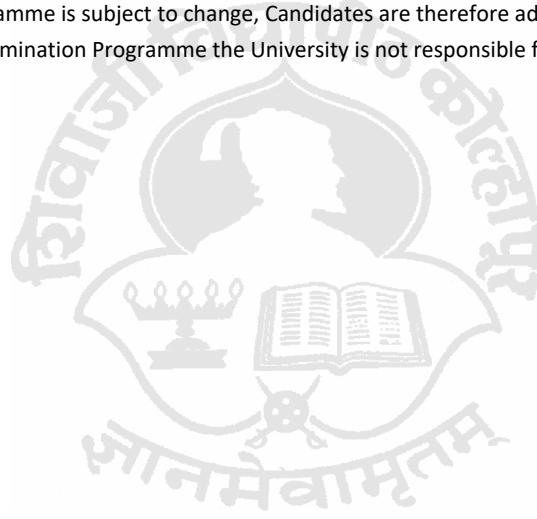 amme is subject to change, Candidates are therefore ad
mination Programme the University is not responsible f
शिवाजी विद्यापीठ कोल्हापूर
ज्ञानमेवामृतम्